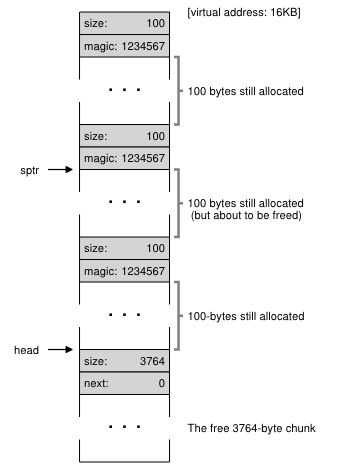 [virtual address: 16KB]
size: 100
magic: 1234567
. . .
100 bytes still allocated
size: 100
magic: 1234567
sptr
. . .
100 bytes still allocated
(but about to be freed)
size: 100
magic: 1234567
. . .
100-bytes still allocated
head
size: 3764
next: 0
. . .
The free 3764-byte chunk